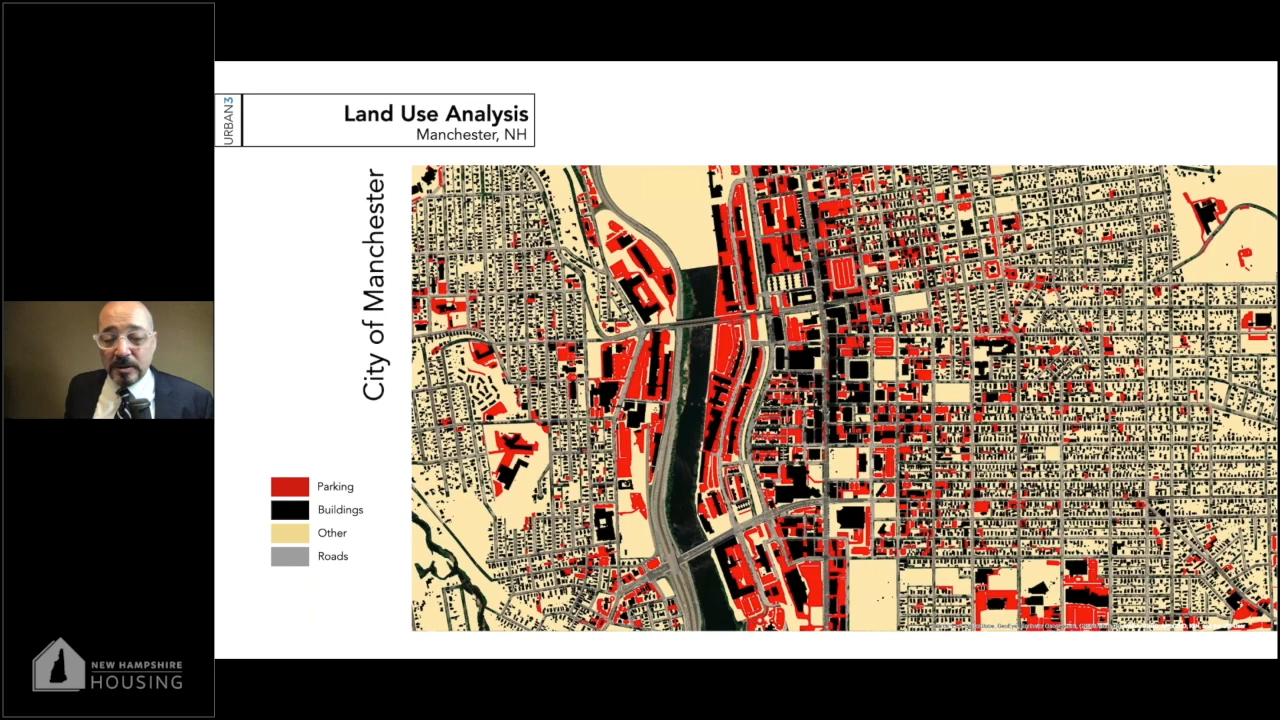 URBAN3
Land Use Analysis
Manchester, NH
City of Manchester
Parking
Buildings
Other
Roads
NEW HAMPSHIRE
HOUSING